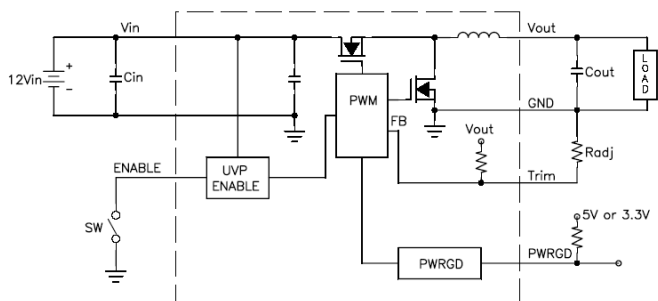 Vin
Vout
12Vin
+
-
Cin
PWM
Cout
LOAD
GND
FB
Vout
Radj
ENABLE
UVP
ENABLE
Trim
SW
5V or 3.3V
PWRGD
PWRGD